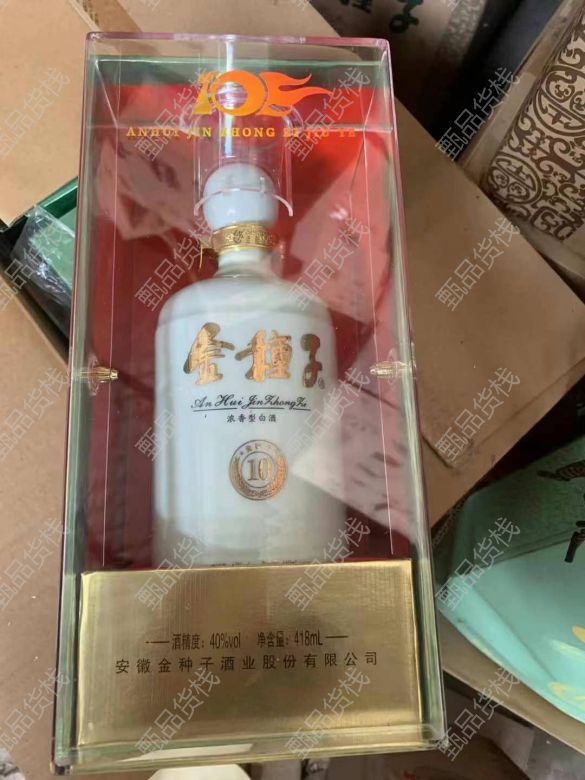 ANHUI JIN ZHONG ZI JIU YE
金種子
An Hui Jin Zhong Zi
浓香型白酒
10
酒精度：40%vol 净含量：418mL
安徽金种子酒业股份有限公司
甄品货栈